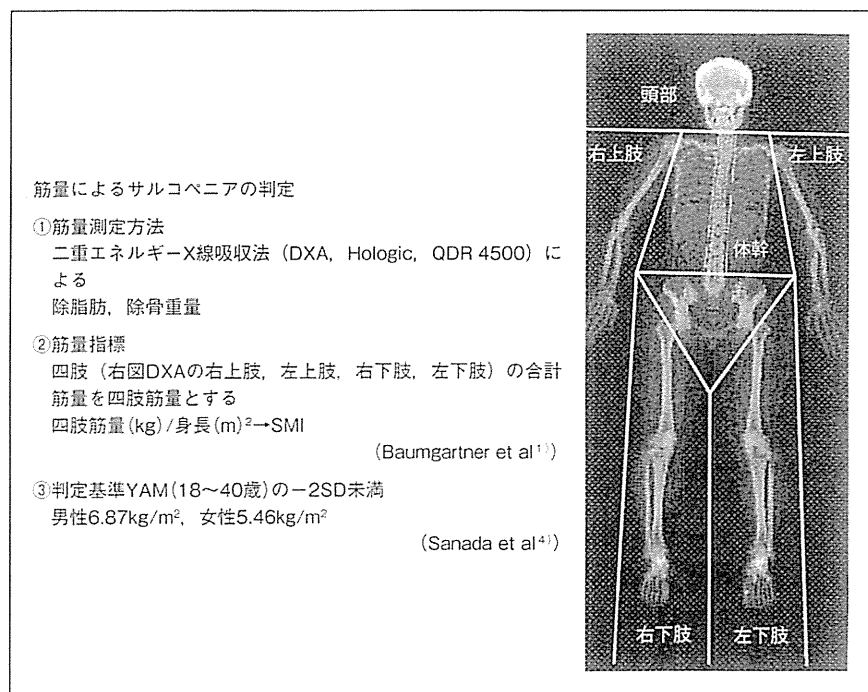 筋量によるサルコペニアの判定
①筋量測定方法
二重エネルギーX線吸収法（DXA，Hologic，QDR 4500）に
よる
除脂肪，除骨重量
②筋量指標
四肢（右図DXAの右上肢，左上肢，右下肢，左下肢）の合計
筋量を四肢筋量とする
四肢筋量(kg)/身長(m)²→SMI
（Baumgartner et al¹⁾）
③判定基準YAM(18〜40歳)の−2SD未満
男性6.87kg/m²，女性5.46kg/m²
（Sanada et al⁴⁾）
頭部
右上肢
左上肢
体幹
右下肢
左下肢